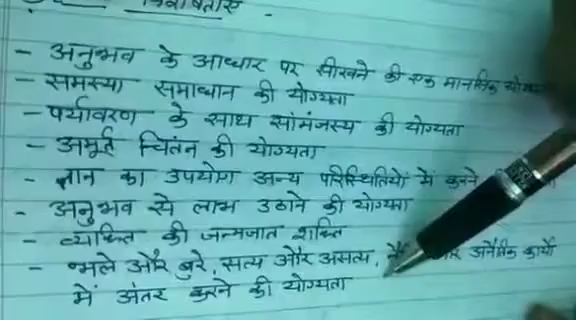 विशेषताएँ -
- अनुभव के आधार पर सीखने की एक मानसिक योग्यता
- समस्या समाधान की योग्यता
- पर्यावरण के साथ सांमंजस्य की योग्यता
- अमूर्त चिंतन की योग्यता
- ज्ञान का उपयोग अन्य परिस्थितियों में करने
- अनुभव से लाभ उठाने की योग्यता
- व्यक्ति की जन्मजात शक्ति
- भले और बुरे, सत्य और असत्य, अनैतिक कार्यों
में अंतर करने की योग्यता